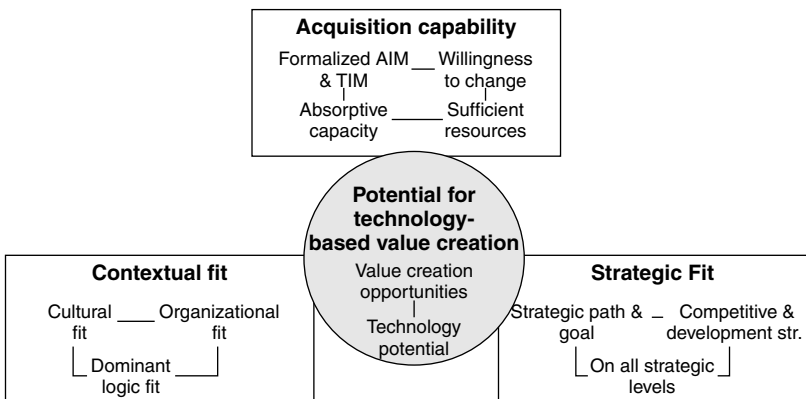 Acquisition capability
Formalized AIM
& TIM
Willingness
to change
Absorptive
capacity
Sufficient
resources
Potential for
technology-
based value creation
Value creation
opportunities
Technology
potential
Contextual fit
Cultural
fit
Organizational
fit
Dominant
logic fit
Strategic Fit
Strategic path &
goal
Competitive &
development str.
On all strategic
levels